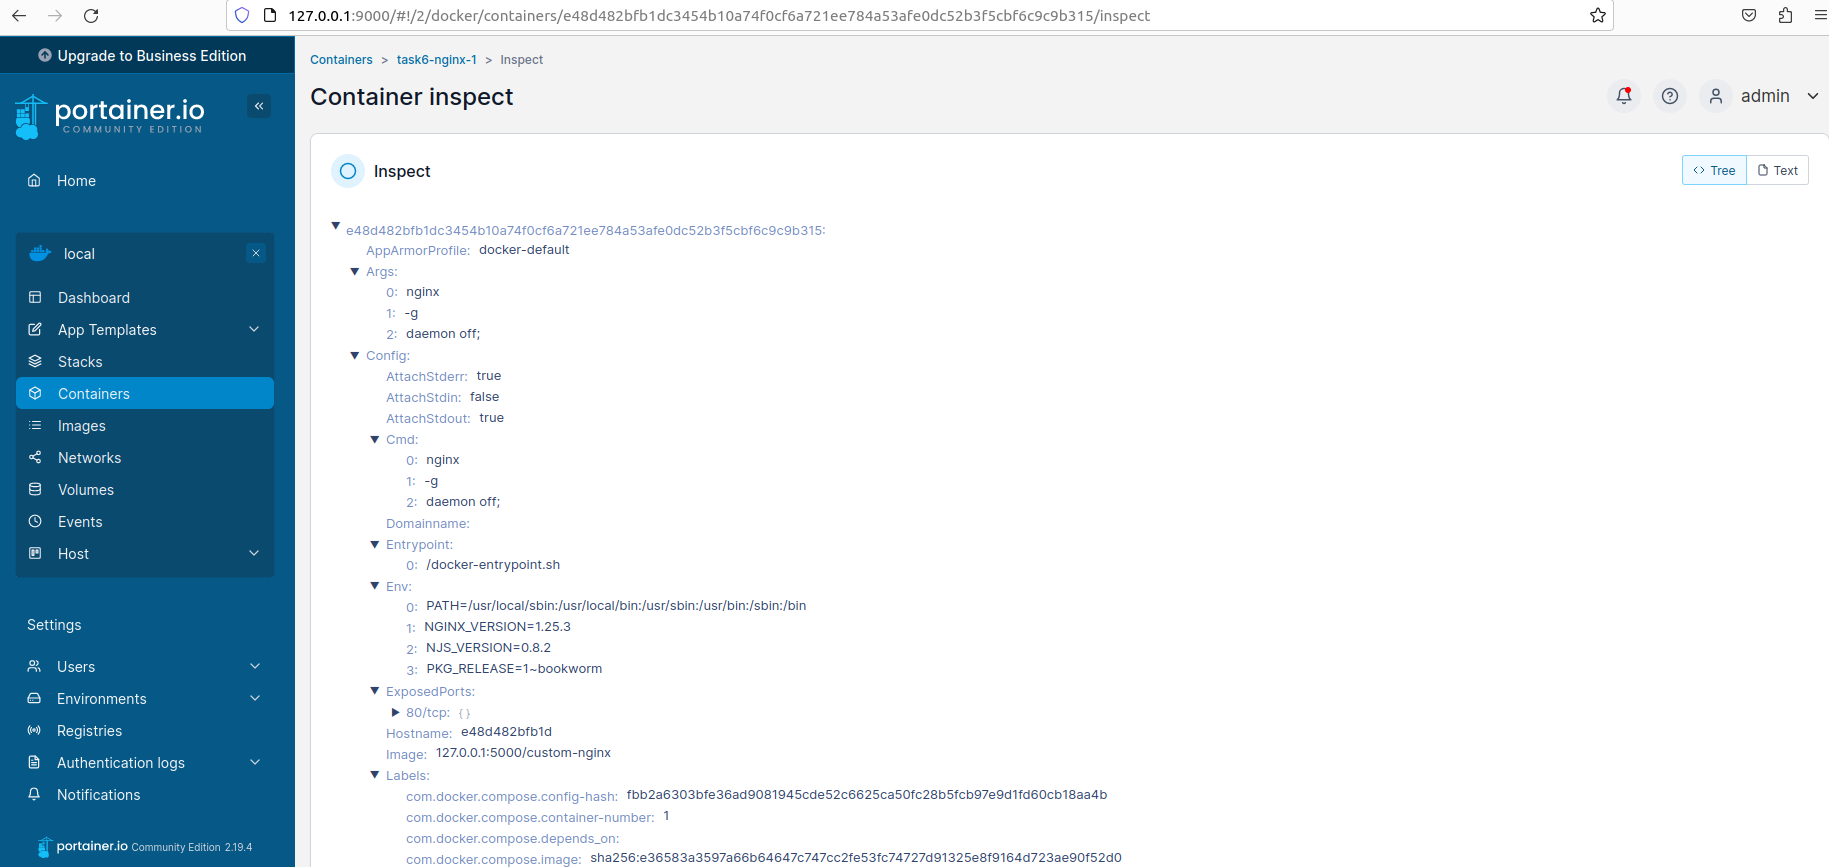 127.0.0.1:9000/#!/2/docker/containers/e48d482bfb1dc3454b10a74f0cf6a721ee784a53afe0dc52b3f5cbf6c9c9b315/inspect
Upgrade to Business Edition
portainer.io
COMMUNITY EDITION
Home
local
Dashboard
App Templates
Stacks
Containers
Images
Networks
Volumes
Events
Host
Settings
Users
Environments
Registries
Authentication logs
Notifications
portainer.io Community Edition 2.19.4
Containers > task6-nginx-1 > Inspect
Container inspect
admin
Inspect
Tree
Text
e48d482bfb1dc3454b10a74f0cf6a721ee784a53afe0dc52b3f5cbf6c9c9b315:
AppArmorProfile: docker-default
Args:
0: nginx
1: -g
2: daemon off;
Config:
AttachStderr: true
AttachStdin: false
AttachStdout: true
Cmd:
0: nginx
1: -g
2: daemon off;
Domainname:
Entrypoint:
0: /docker-entrypoint.sh
Env:
0: PATH=/usr/local/sbin:/usr/local/bin:/usr/sbin:/usr/bin:/sbin:/bin
1: NGINX_VERSION=1.25.3
2: NJS_VERSION=0.8.2
3: PKG_RELEASE=1~bookworm
ExposedPorts:
80/tcp: {}
Hostname: e48d482bfb1d
Image: 127.0.0.1:5000/custom-nginx
Labels:
com.docker.compose.config-hash: fbb2a6303bfe36ad9081945cde52c6625ca50fc28b5fcb97e9d1fd60cb18aa4b
com.docker.compose.container-number: 1
com.docker.compose.depends_on:
com.docker.compose.image: sha256:e36583a3597a66b64647c747cc2fe53fc74727d91325e8f9164d723ae90f52d0